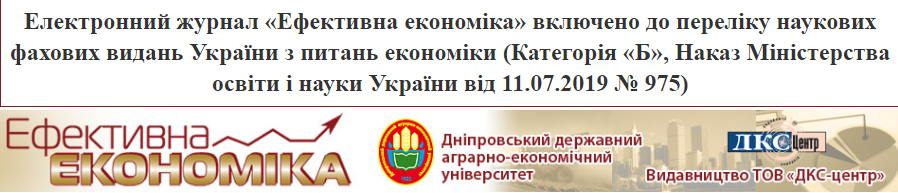 Електронний журнал «Ефективна економіка» включено до переліку наукових
фахових видань України з питань економіки (Категорія «Б», Наказ Міністерства
освіти і науки України від 11.07.2019 № 975)
Ефективна
ЕКОНОМІКА
Дніпровський державний
аграрно-економічний
університет
ДКС Центр
Видавництво ТОВ «ДКС-центр»